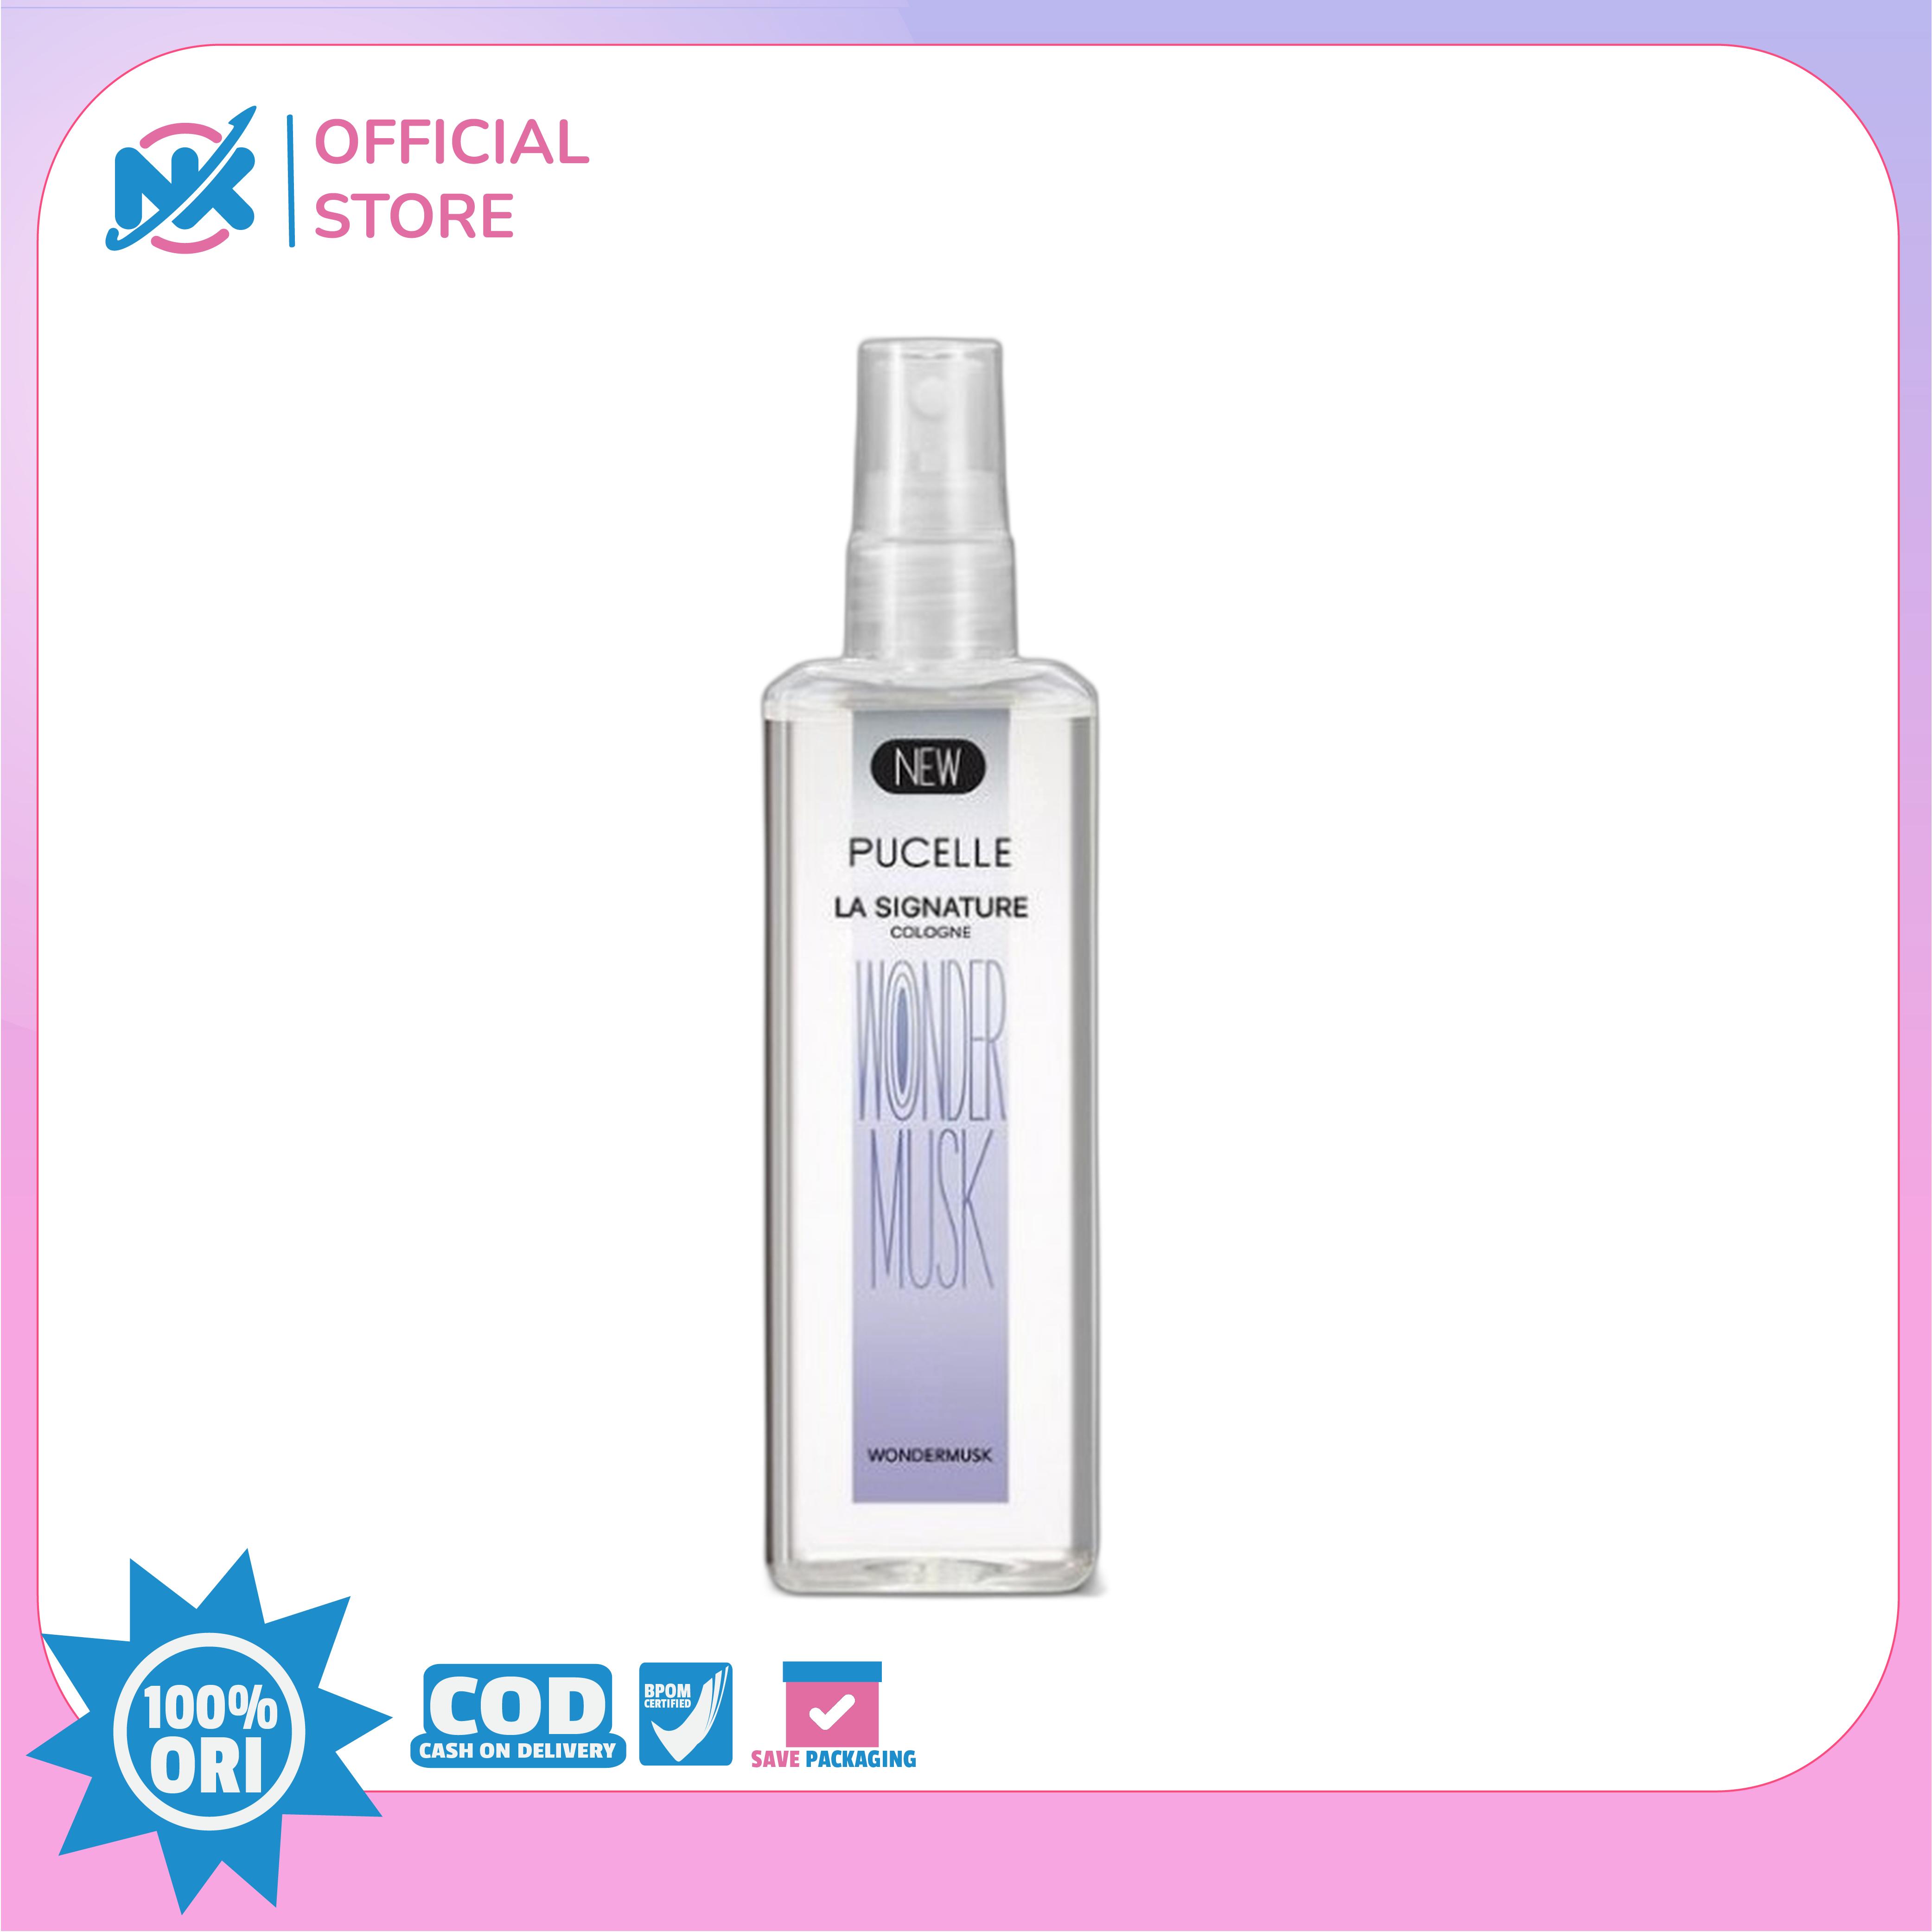 NK
OFFICIAL
STORE
NEW
PUCELLE
LA SIGNATURE
COLOGNE
WONDER
MUSK
WONDERMUSK
100%
ORI
COD
CASH ON DELIVERY
BPOM
CERTIFIED
SAVE PACKAGING